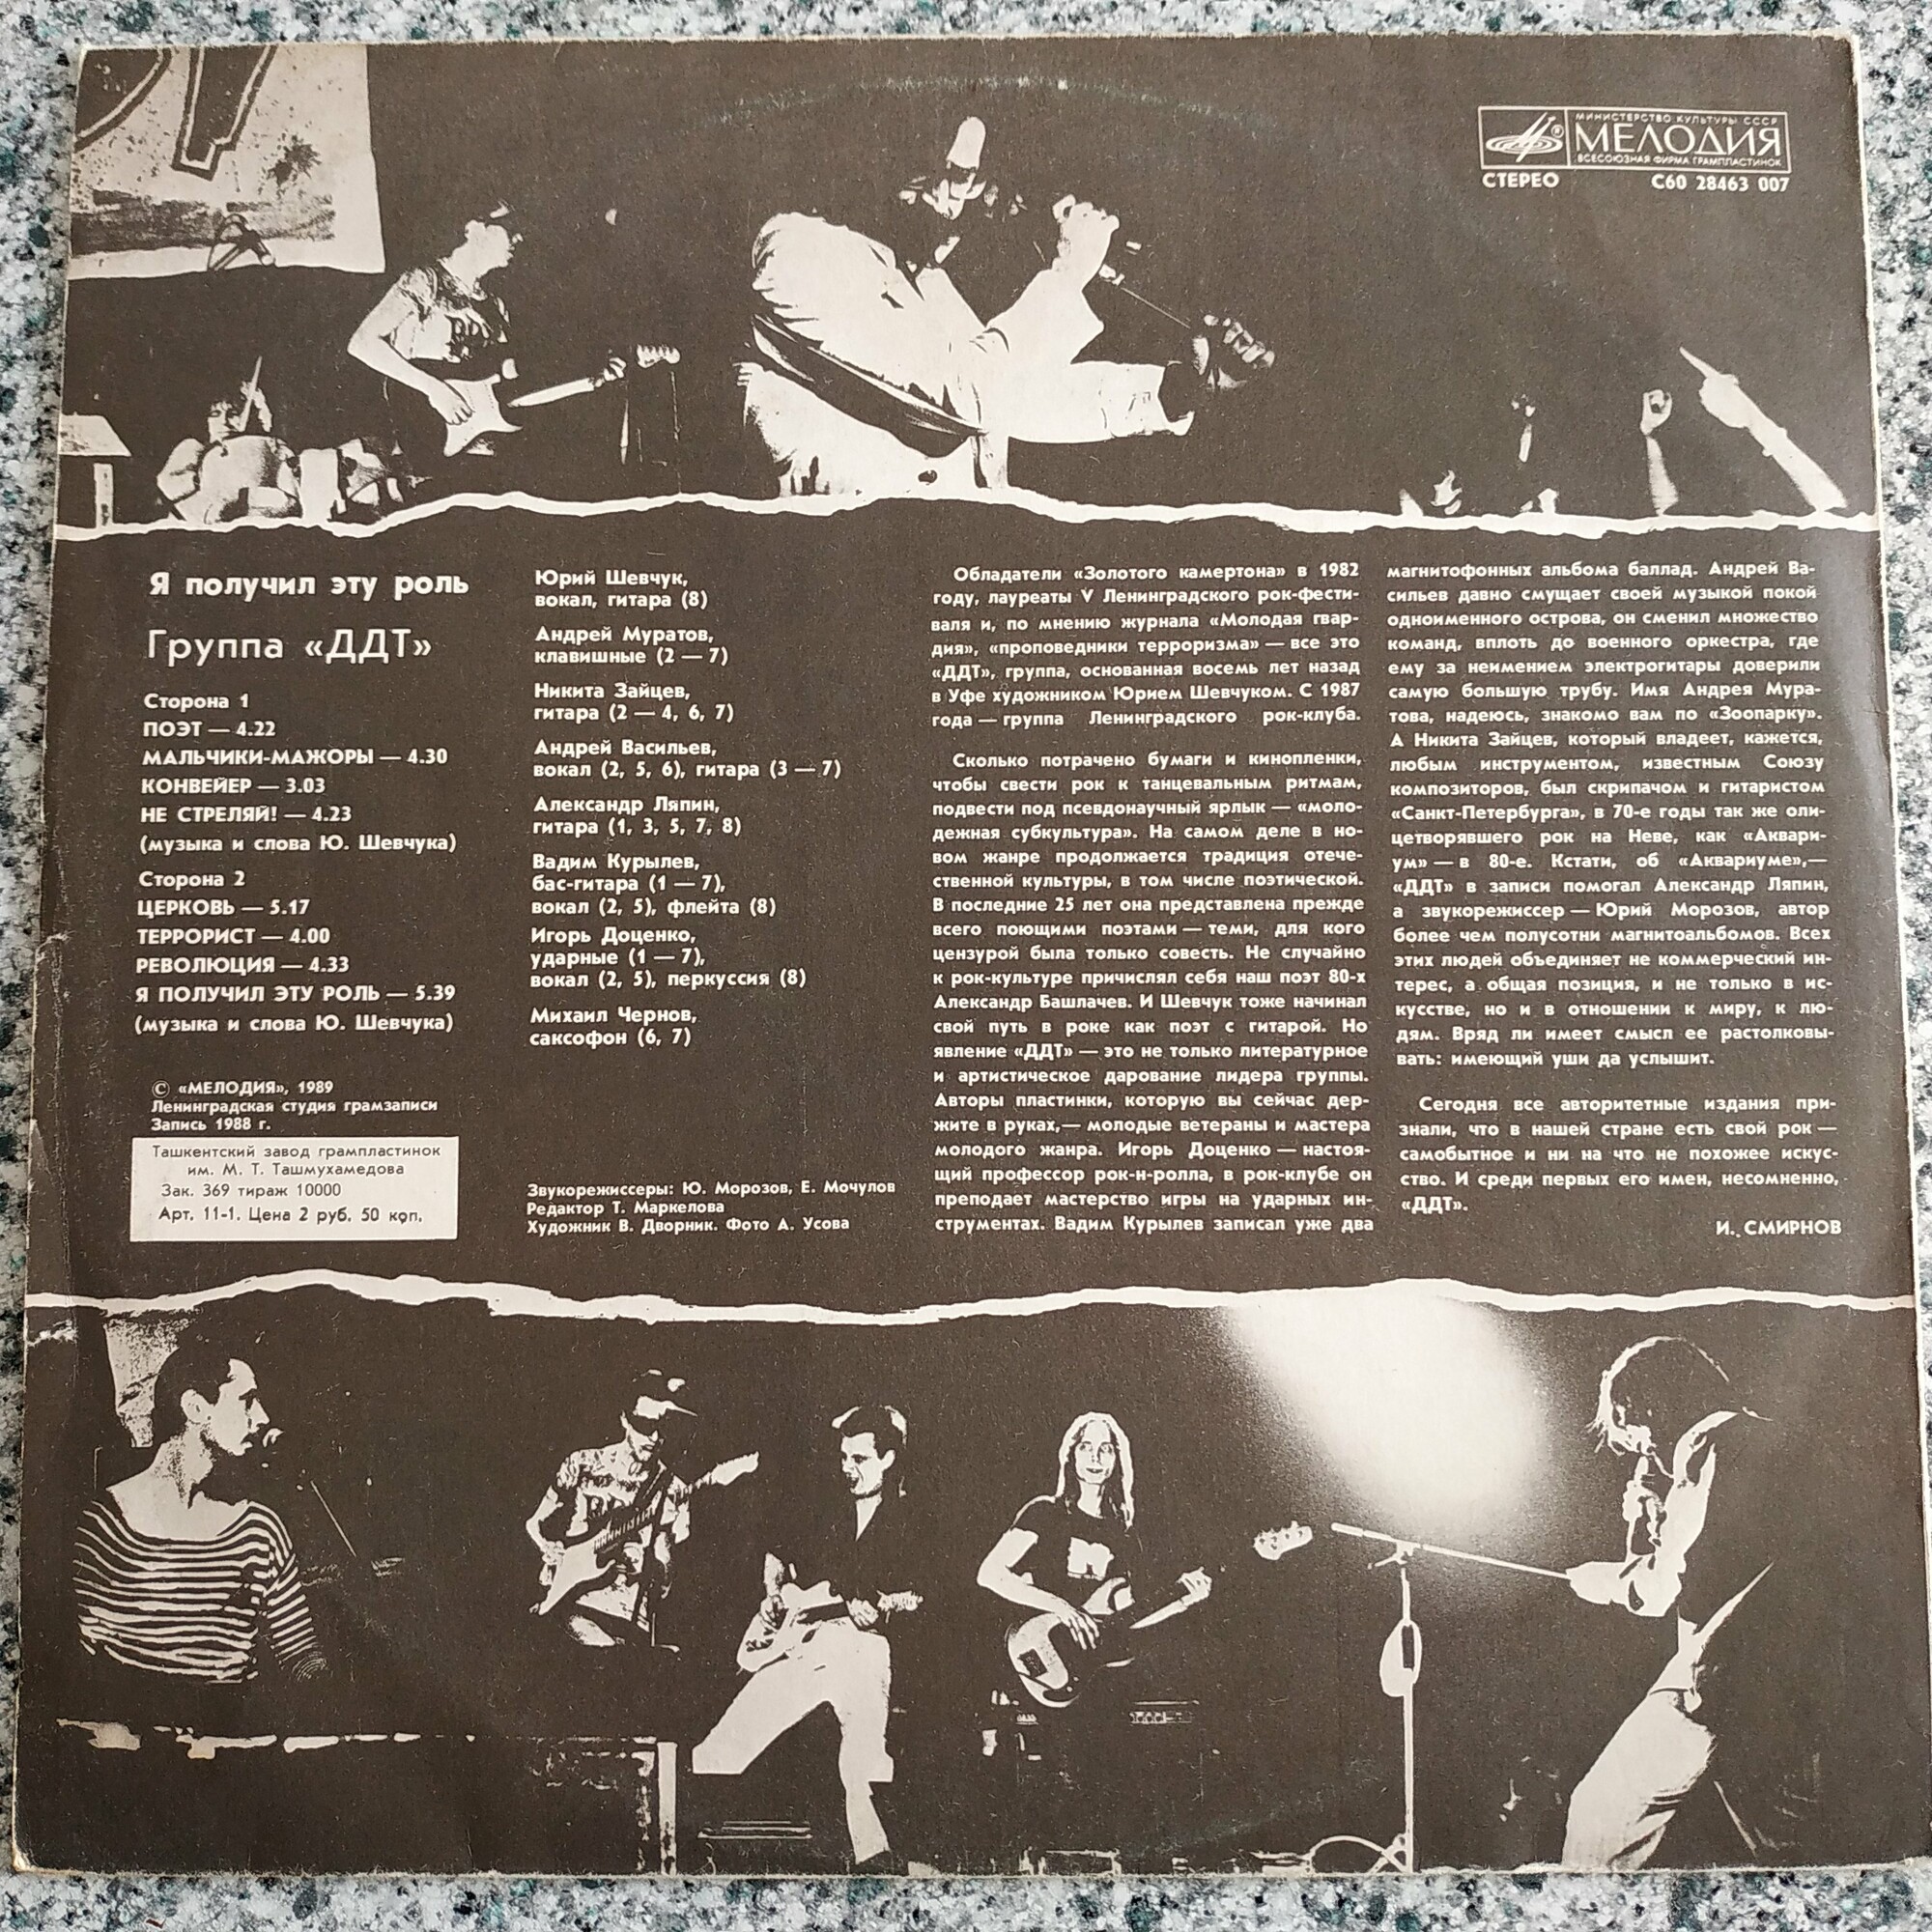 МИНИСТЕРСТВО КУЛЬТУРЫ СССР
МЕЛОДИЯ
ВСЕСОЮЗНАЯ ФИРМА ГРАМПЛАСТИНОК
СТЕРЕО С60 28463 007
Я получил эту роль
Группа «ДДТ»
Сторона 1
ПОЭТ — 4.22
МАЛЬЧИКИ-МАЖОРЫ — 4.30
КОНВЕЙЕР — 3.03
НЕ СТРЕЛЯЙ! — 4.23
(музыка и слова Ю. Шевчука)
Сторона 2
ЦЕРКОВЬ — 5.17
ТЕРРОРИСТ — 4.00
РЕВОЛЮЦИЯ — 4.33
Я ПОЛУЧИЛ ЭТУ РОЛЬ — 5.39
(музыка и слова Ю. Шевчука)
© «МЕЛОДИЯ», 1989
Ленинградская студия грамзаписи
Запись 1988 г.
Ташкентский завод грампластинок
им. М. Т. Ташмухамедова
Зак. 369 тираж 10000
Арт. 11-1. Цена 2 руб. 50 коп.
Юрий Шевчук,
вокал, гитара (8)
Андрей Муратов,
клавишные (2 — 7)
Никита Зайцев,
гитара (2 — 4, 6, 7)
Андрей Васильев,
вокал (2, 5, 6), гитара (3 — 7)
Александр Ляпин,
гитара (1, 3, 5, 7, 8)
Вадим Курылев,
бас-гитара (1 — 7),
вокал (2, 5), флейта (8)
Игорь Доценко,
ударные (1 — 7),
вокал (2, 5), перкуссия (8)
Михаил Чернов,
саксофон (6, 7)
Звукорежиссеры: Ю. Морозов, Е. Мочулов
Редактор Т. Маркелова
Художник В. Дворник. Фото А. Усова
Обладатели «Золотого камертона» в 1982
году, лауреаты V Ленинградского рок-фести-
валя и, по мнению журнала «Молодая гвар-
дия», «проповедники терроризма» — все это
«ДДТ», группа, основанная восемь лет назад
в Уфе художником Юрием Шевчуком. С 1987
года — группа Ленинградского рок-клуба.
Сколько потрачено бумаги и кинопленки,
чтобы свести рок к танцевальным ритмам,
подвести под псевдонаучный ярлык — «моло-
дежная субкультура». На самом деле в но-
вом жанре продолжается традиция отече-
ственной культуры, в том числе поэтической.
В последние 25 лет она представлена прежде
всего поющими поэтами — теми, для кого
цензурой была только совесть. Не случайно
к рок-культуре причислял себя наш поэт 80-х
Александр Башлачев. И Шевчук тоже начинал
свой путь в роке как поэт с гитарой. Но
явление «ДДТ» — это не только литературное
и артистическое дарование лидера группы.
Авторы пластинки, которую вы сейчас дер-
жите в руках,— молодые ветераны и мастера
молодого жанра. Игорь Доценко — настоя-
щий профессор рок-н-ролла, в рок-клубе он
преподает мастерство игры на ударных ин-
струментах. Вадим Курылев записал уже два
магнитофонных альбома баллад. Андрей Ва-
сильев давно смущает своей музыкой покой
одноименного острова, он сменил множество
команд, вплоть до военного оркестра, где
ему за неимением электрогитары доверили
самую большую трубу. Имя Андрея Мура-
това, надеюсь, знакомо вам по «Зоопарку».
А Никита Зайцев, который владеет, кажется,
любым инструментом, известным Союзу
композиторов, был скрипачом и гитаристом
«Санкт-Петербурга», в 70-е годы так же оли-
цетворявшего рок на Неве, как «Аквари-
ум» — в 80-е. Кстати, об «Аквариуме»,—
«ДДТ» в записи помогал Александр Ляпин,
а звукорежиссер — Юрий Морозов, автор
более чем полусотни магнитоальбомов. Всех
этих людей объединяет не коммерческий ин-
терес, а общая позиция, и не только в ис-
кусстве, но и в отношении к миру, к лю-
дям. Вряд ли имеет смысл ее растолковы-
вать: имеющий уши да услышит.
Сегодня все авторитетные издания при-
знали, что в нашей стране есть свой рок —
самобытное и ни на что не похожее искус-
ство. И среди первых его имен, несомненно,
«ДДТ».
И. СМИРНОВ